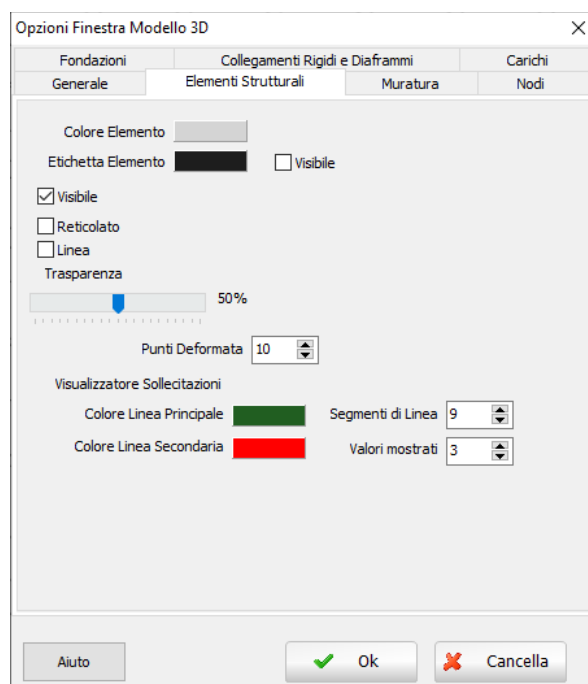 Opzioni Finestra Modello 3D
Fondazioni Collegamenti Rigidi e Diaframmi Carichi
Generale Elementi Strutturali Muratura Nodi
Colore Elemento
Etichetta Elemento Visibile
Visibile
Reticolato
Linea
Trasparenza
50%
Punti Deformata 10
Visualizzatore Sollecitazioni
Colore Linea Principale Segmenti di Linea 9
Colore Linea Secondaria Valori mostrati 3
Aiuto Ok Cancella